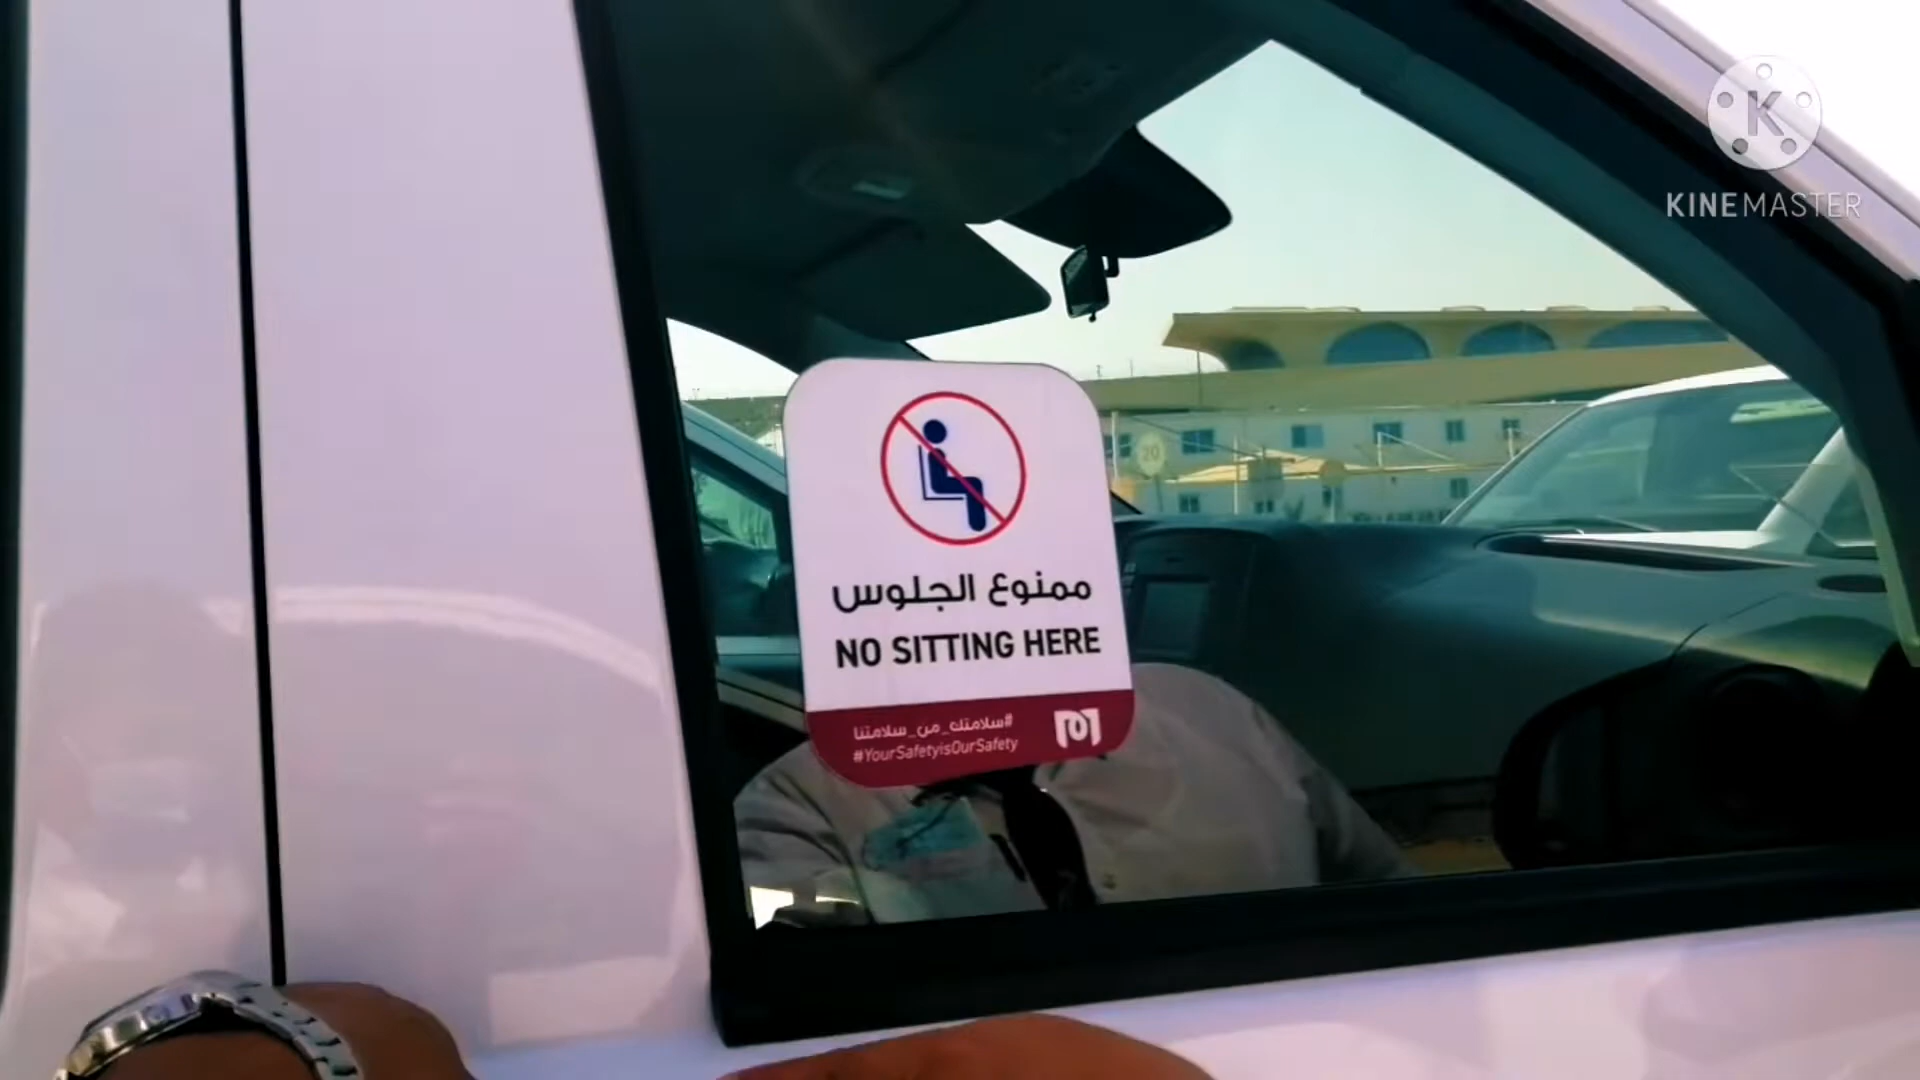 K
KINEMASTER
20
ممنوع الجلوس
NO SITTING HERE
#سلامتك_من_سلامتنا
#YourSafetyisOurSafety